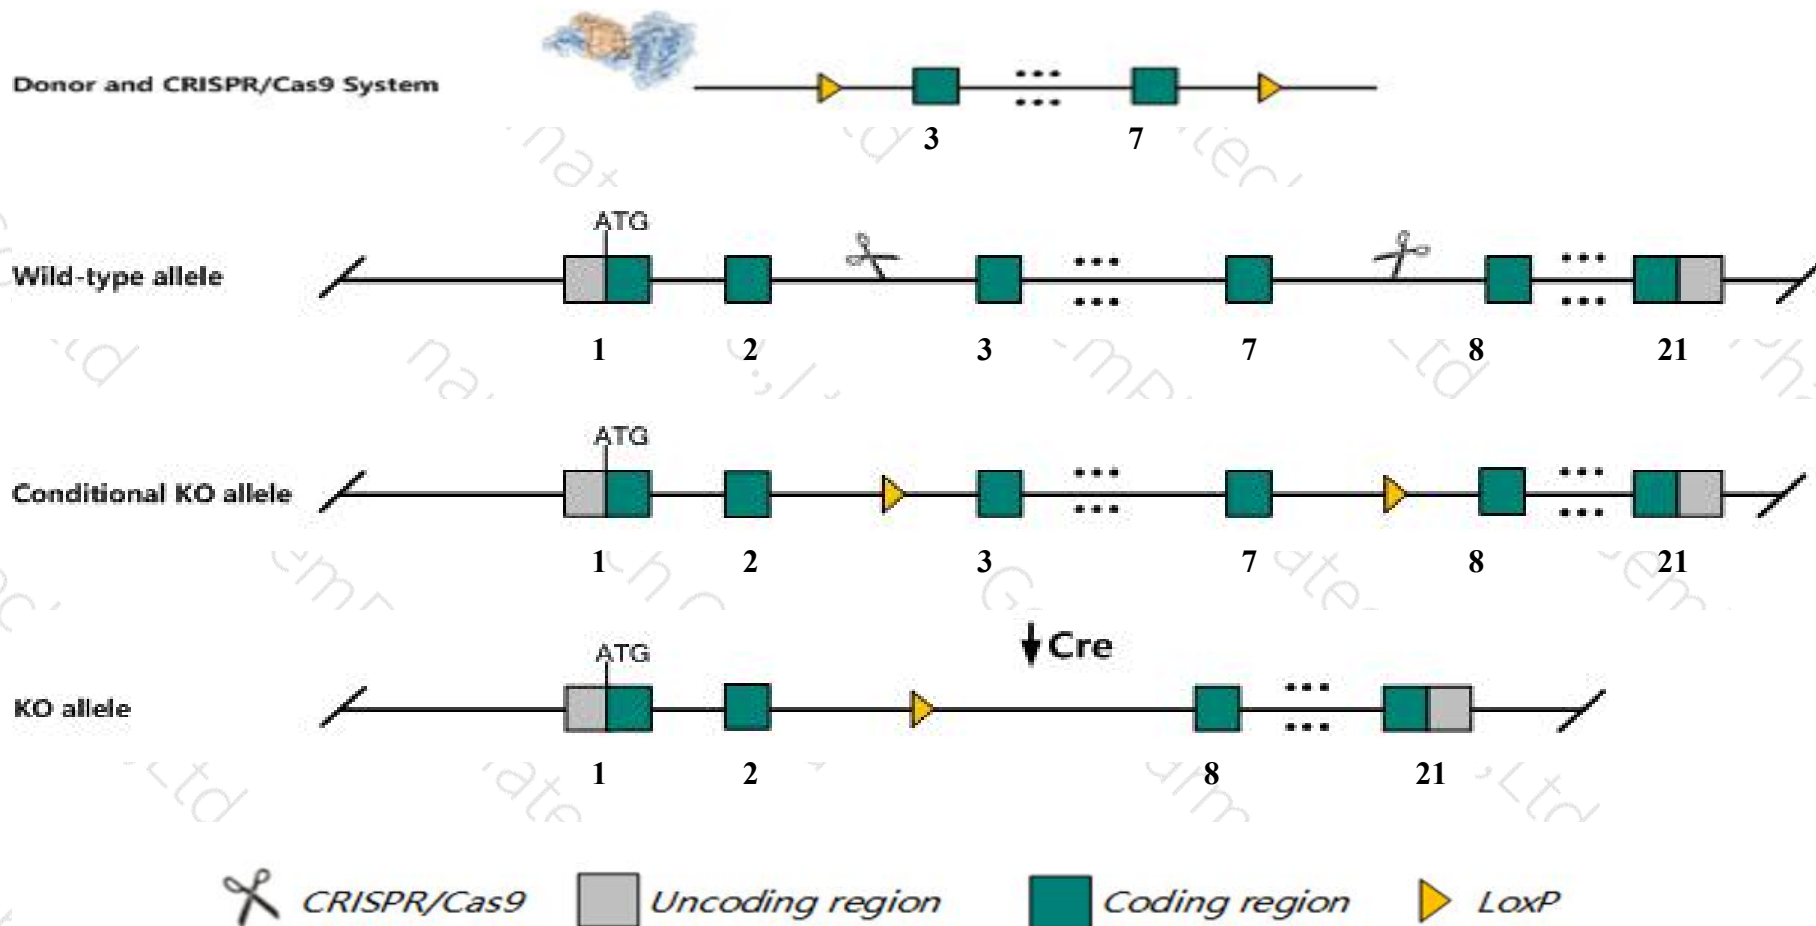 Donor and CRISPR/Cas9 System
3 7
ATG
Wild-type allele
1 2 3 7 8 21
ATG
Conditional KO allele
1 2 3 7 8 21
Cre
ATG
KO allele
1 2 8 21
CRISPR/Cas9 Uncoding region Coding region LoxP